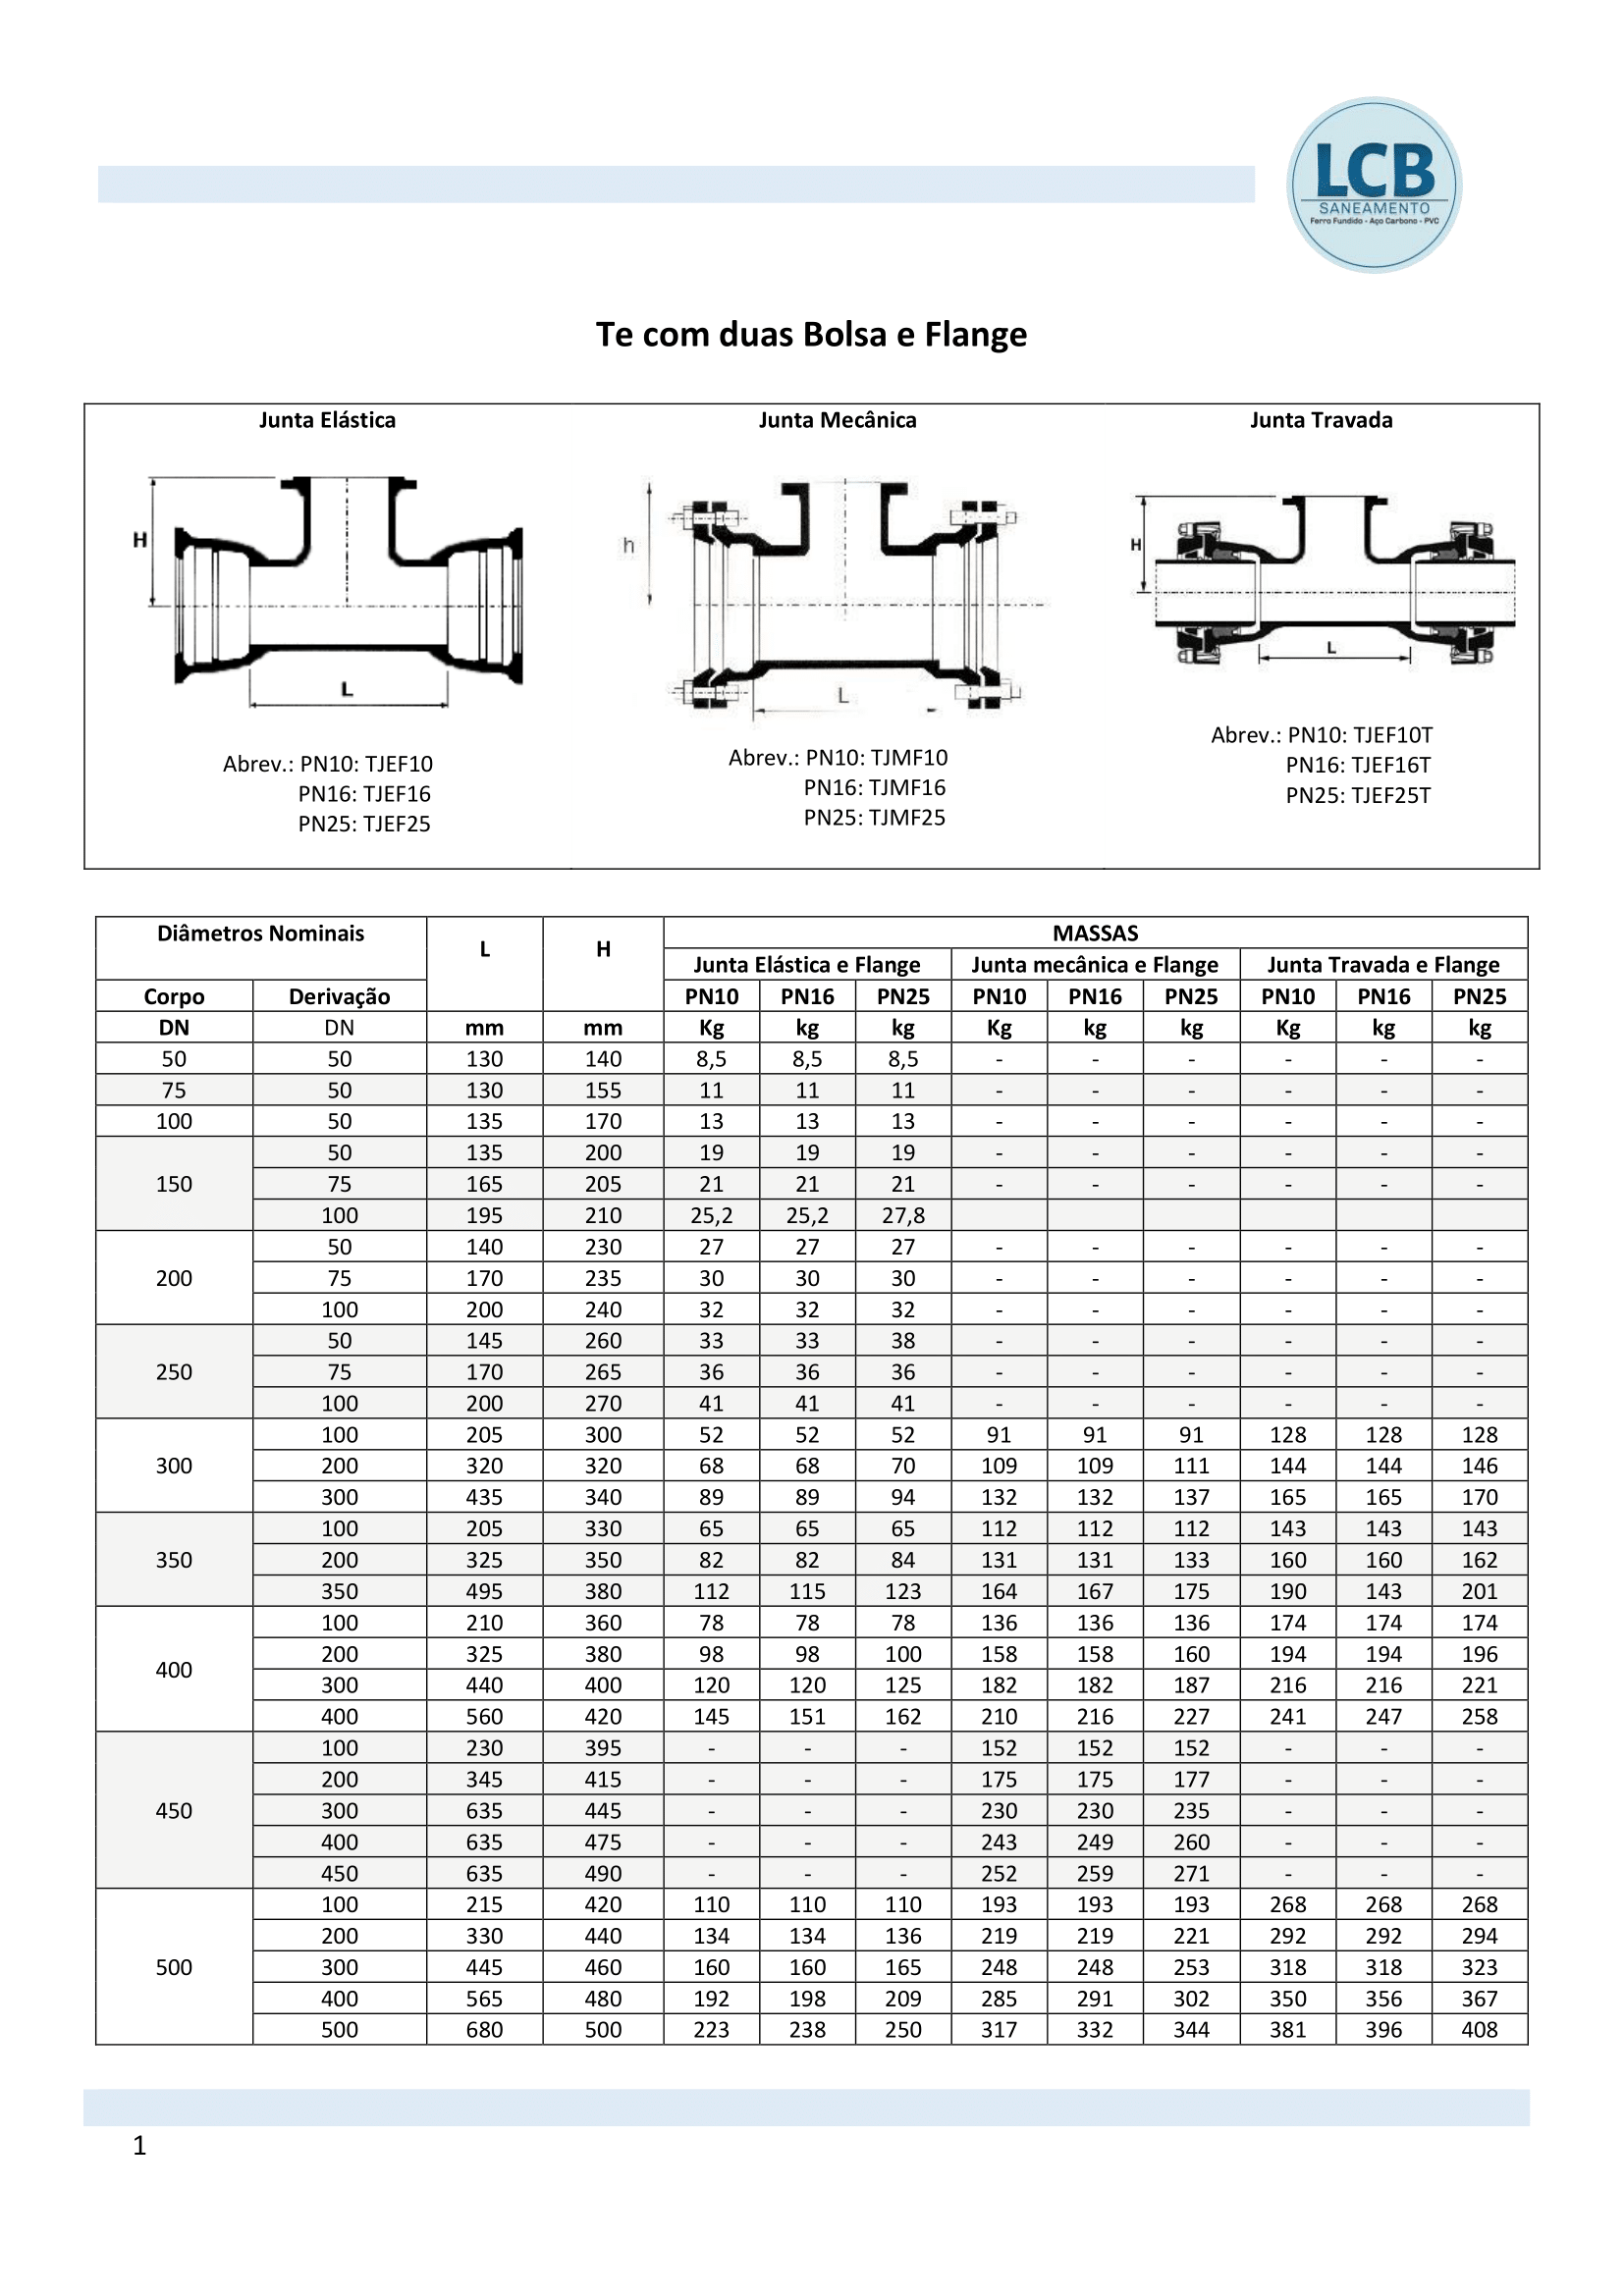 LCB
SANEAMENTO
Ferro Fundido - Aço Carbono - PVC
Te com duas Bolsa e Flange
Junta Elástica
H
L
Abrev.: PN10: TJEF10
PN16: TJEF16
PN25: TJEF25
Junta Mecânica
h
L
Abrev.: PN10: TJMF10
PN16: TJMF16
PN25: TJMF25
Junta Travada
H
L
Abrev.: PN10: TJEF10T
PN16: TJEF16T
PN25: TJEF25T
Diâmetros Nominais L H MASSAS
Junta Elástica e Flange Junta mecânica e Flange Junta Travada e Flange
Corpo Derivação PN10 PN16 PN25 PN10 PN16 PN25 PN10 PN16 PN25
DN DN mm mm Kg kg kg Kg kg kg Kg kg kg
50 50 130 140 8,5 8,5 8,5 - - - - - -
75 50 130 155 11 11 11 - - - - - -
100 50 135 170 13 13 13 - - - - - -
150 50 135 200 19 19 19 - - - - - -
75 165 205 21 21 21 - - - - - -
100 195 210 25,2 25,2 27,8
200 50 140 230 27 27 27 - - - - - -
75 170 235 30 30 30 - - - - - -
100 200 240 32 32 32 - - - - - -
250 50 145 260 33 33 38 - - - - - -
75 170 265 36 36 36 - - - - - -
100 200 270 41 41 41 - - - - - -
300 100 205 300 52 52 52 91 91 91 128 128 128
200 320 320 68 68 70 109 109 111 144 144 146
300 435 340 89 89 94 132 132 137 165 165 170
350 100 205 330 65 65 65 112 112 112 143 143 143
200 325 350 82 82 84 131 131 133 160 160 162
350 495 380 112 115 123 164 167 175 190 143 201
400 100 210 360 78 78 78 136 136 136 174 174 174
200 325 380 98 98 100 158 158 160 194 194 196
300 440 400 120 120 125 182 182 187 216 216 221
400 560 420 145 151 162 210 216 227 241 247 258
450 100 230 395 - - - 152 152 152 - - -
200 345 415 - - - 175 175 177 - - -
300 635 445 - - - 230 230 235 - - -
400 635 475 - - - 243 249 260 - - -
450 635 490 - - - 252 259 271 - - -
500 100 215 420 110 110 110 193 193 193 268 268 268
200 330 440 134 134 136 219 219 221 292 292 294
300 445 460 160 160 165 248 248 253 318 318 323
400 565 480 192 198 209 285 291 302 350 356 367
500 680 500 223 238 250 317 332 344 381 396 408
1